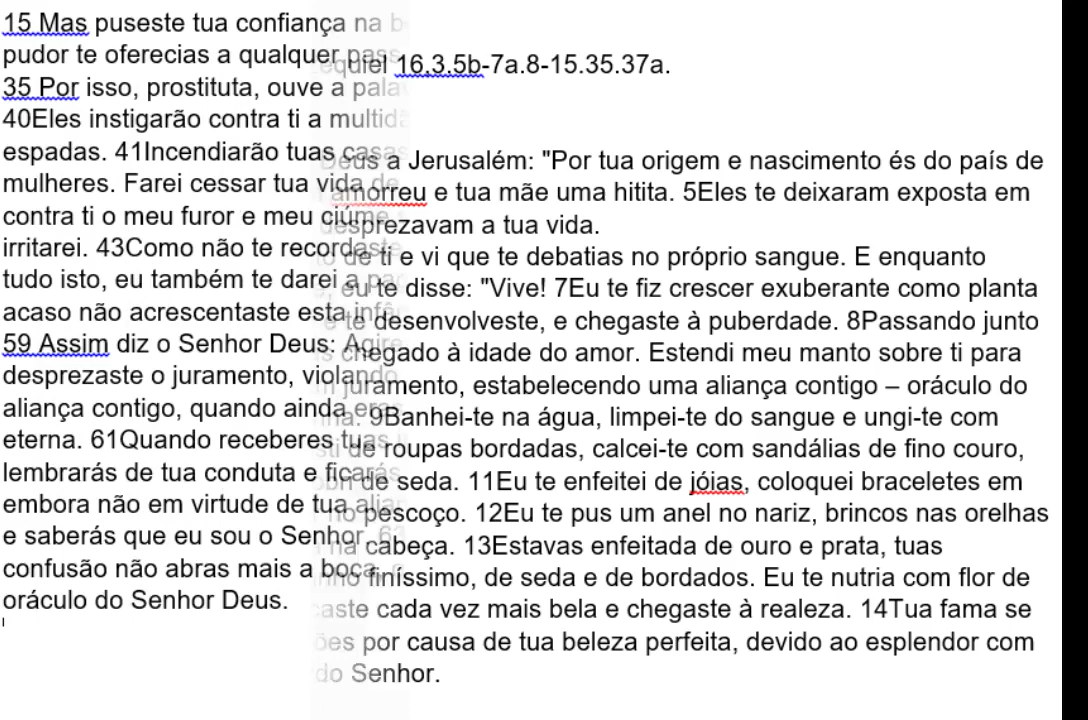 15 Mas puseste tua confiança na
pudor te oferecias a qualquer
35 Por isso, prostituta, ouve a
40Eles instigarão contra ti a
espadas. 41Incendiarão tuas casas
mulheres. Farei cessar tua vida de
contra ti o meu furor e meu ciúme
irritarei. 43Como não te recordaste
tudo isto, eu também te darei a
acaso não acrescentaste esta
59 Assim diz o Senhor Deus:
desprezaste o juramento, violando
aliança contigo, quando ainda eras
eterna. 61Quando receberes tuas
lembrarás de tua conduta e ficarás
embora não em virtude de tua
e saberás que eu sou o Senhor.
confusão não abras mais a boca,
oráculo do Senhor Deus.
16,3.5b-7a.8-15.35.37a.
Deus a Jerusalém: "Por tua origem e nascimento és do país de
amorreu e tua mãe uma hitita. 5Eles te deixaram exposta em
desprezavam a tua vida.
de ti e vi que te debatias no próprio sangue. E enquanto
eu te disse: "Vive! 7Eu te fiz crescer exuberante como planta
e te desenvolveste, e chegaste à puberdade. 8Passando junto
chegado à idade do amor. Estendi meu manto sobre ti para
juramento, estabelecendo uma aliança contigo – oráculo do
9Banhei-te na água, limpei-te do sangue e ungi-te com
de roupas bordadas, calcei-te com sandálias de fino couro,
de seda. 11Eu te enfeitei de jóias, coloquei braceletes em
no pescoço. 12Eu te pus um anel no nariz, brincos nas orelhas
na cabeça. 13Estavas enfeitada de ouro e prata, tuas
finíssimo, de seda e de bordados. Eu te nutria com flor de
cada vez mais bela e chegaste à realeza. 14Tua fama se
por causa de tua beleza perfeita, devido ao esplendor com
do Senhor.